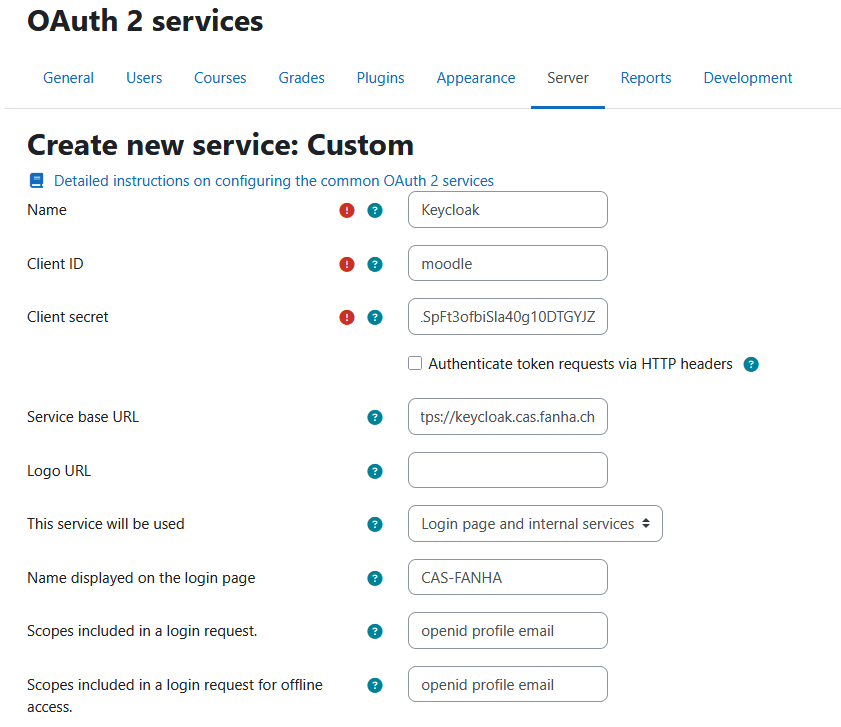 OAuth 2 services
General Users Courses Grades Plugins Appearance Server Reports Development
Create new service: Custom
Detailed instructions on configuring the common OAuth 2 services
Name ! ? Keycloak
Client ID ! ? moodle
Client secret ! ? .SpFt3ofbiSIa40g10DTGYJZ
Authenticate token requests via HTTP headers ?
Service base URL ? tps://keycloak.cas.fanha.ch
Logo URL ?
This service will be used ? Login page and internal services
Name displayed on the login page ? CAS-FANHA
Scopes included in a login request. ? openid profile email
Scopes included in a login request for offline ? openid profile email
access.